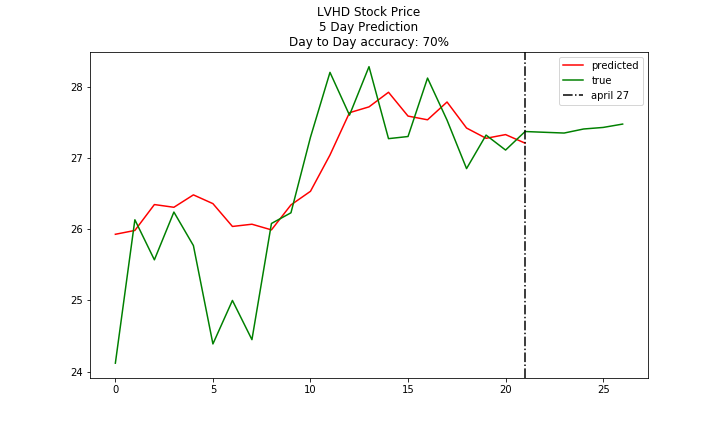 LVHD Stock Price
5 Day Prediction
Day to Day accuracy: 70%
predicted
true
april 27
28
27
26
25
24
0 5 10 15 20 25